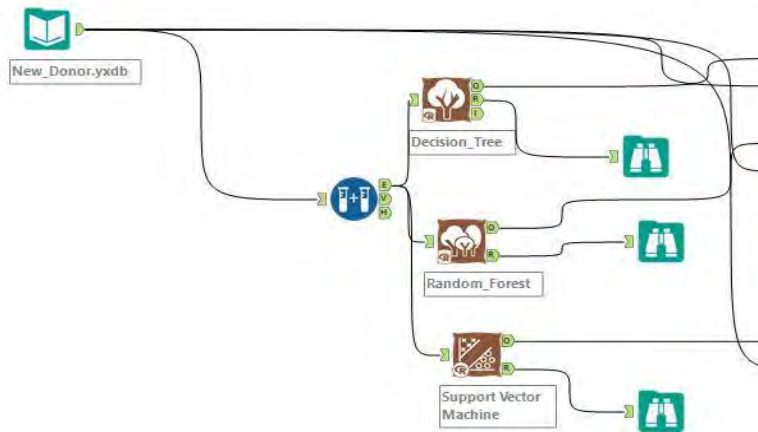 New_Donor.yxdb
O
R
I
Decision_Tree
E
V
H
O
R
Random_Forest
O
R
Support Vector
Machine